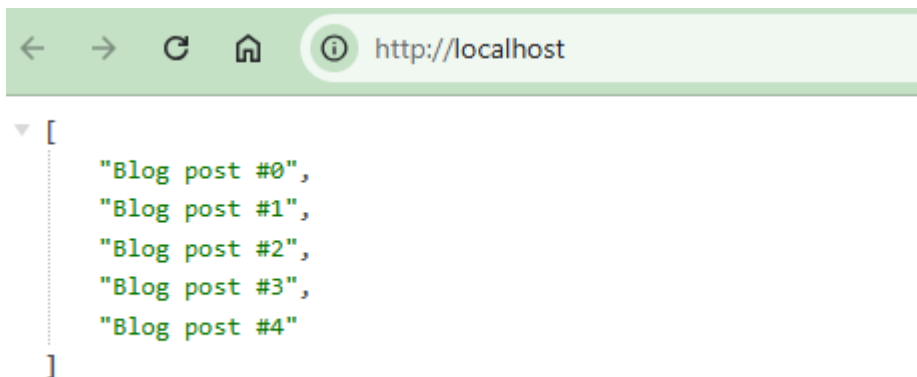 http://localhost
[
"Blog post #0",
"Blog post #1",
"Blog post #2",
"Blog post #3",
"Blog post #4"
]